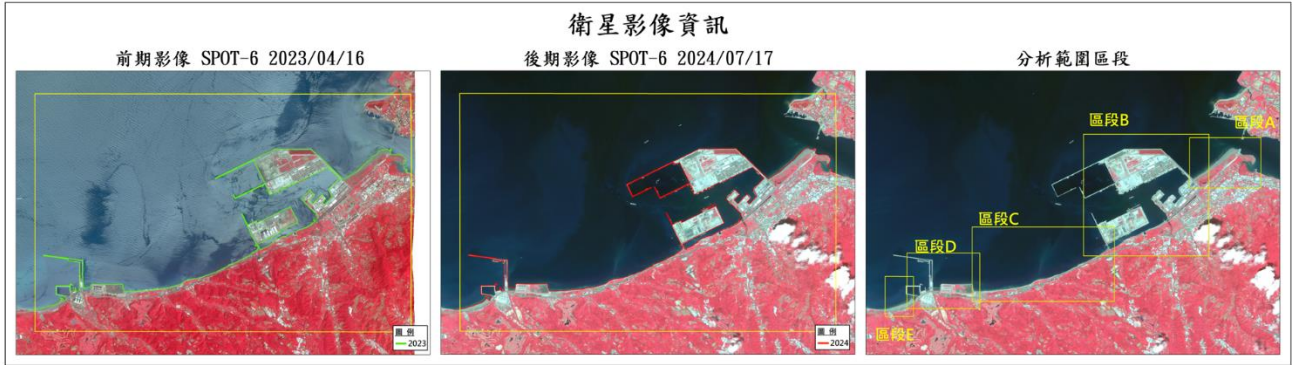 衛星影像資訊
前期影像 SPOT-6 2023/04/16
後期影像 SPOT-6 2024/07/17
分析範圍區段
圖 例
2023
圖 例
2024
區段A
區段B
區段C
區段D
區段E